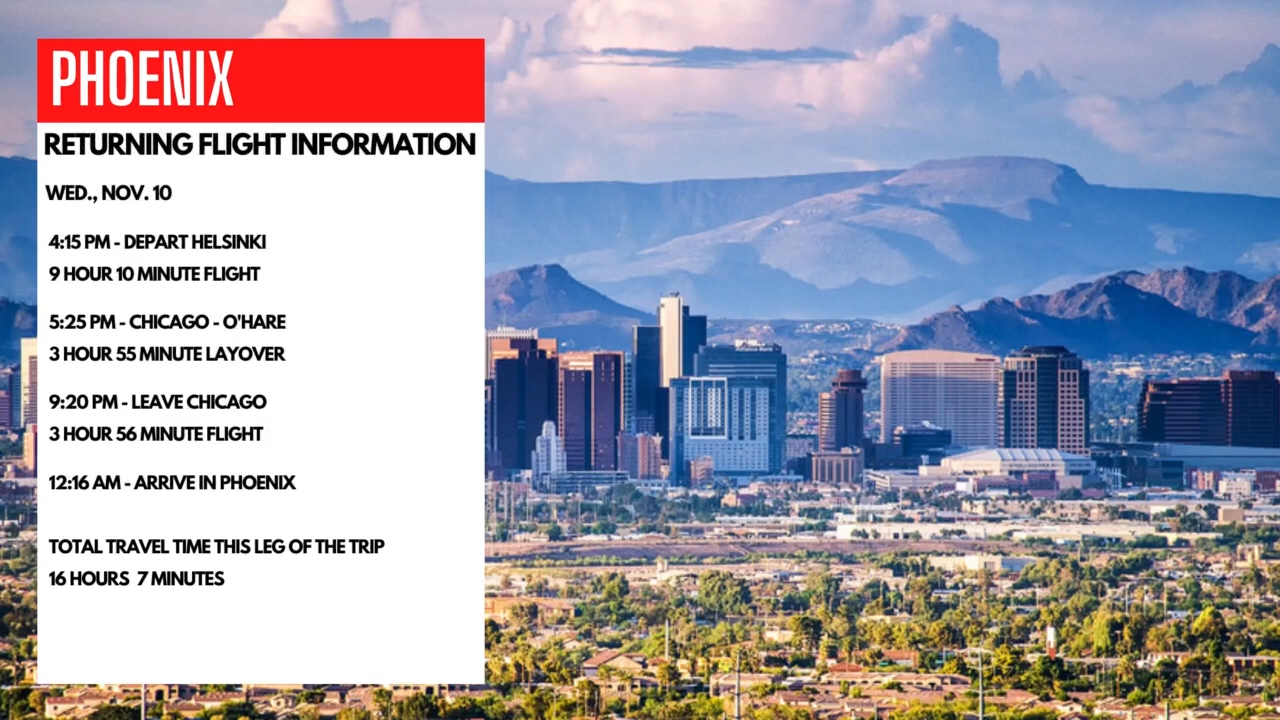 PHOENIX
RETURNING FLIGHT INFORMATION
WED., NOV. 10
4:15 PM - DEPART HELSINKI
9 HOUR 10 MINUTE FLIGHT
5:25 PM - CHICAGO - O'HARE
3 HOUR 55 MINUTE LAYOVER
9:20 PM - LEAVE CHICAGO
3 HOUR 56 MINUTE FLIGHT
12:16 AM - ARRIVE IN PHOENIX
TOTAL TRAVEL TIME THIS LEG OF THE TRIP
16 HOURS  7 MINUTES